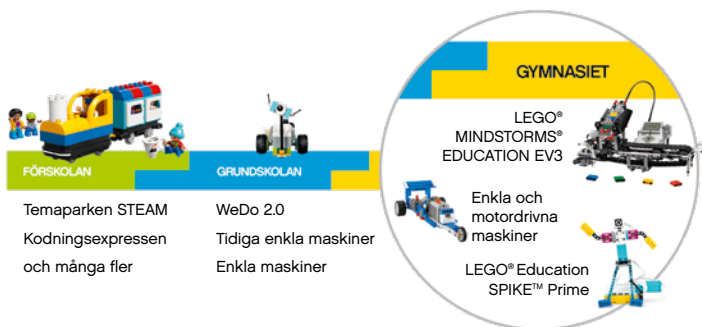 FÖRSKOLAN
Temaparken STEAM
Kodningsexpressen
och många fler
GRUNDSKOLAN
WeDo 2.0
Tidiga enkla maskiner
Enkla maskiner
GYMNASIET
LEGO®
MINDSTORMS®
EDUCATION EV3
Enkla och
motordrivna
maskiner
LEGO® Education
SPIKE™ Prime